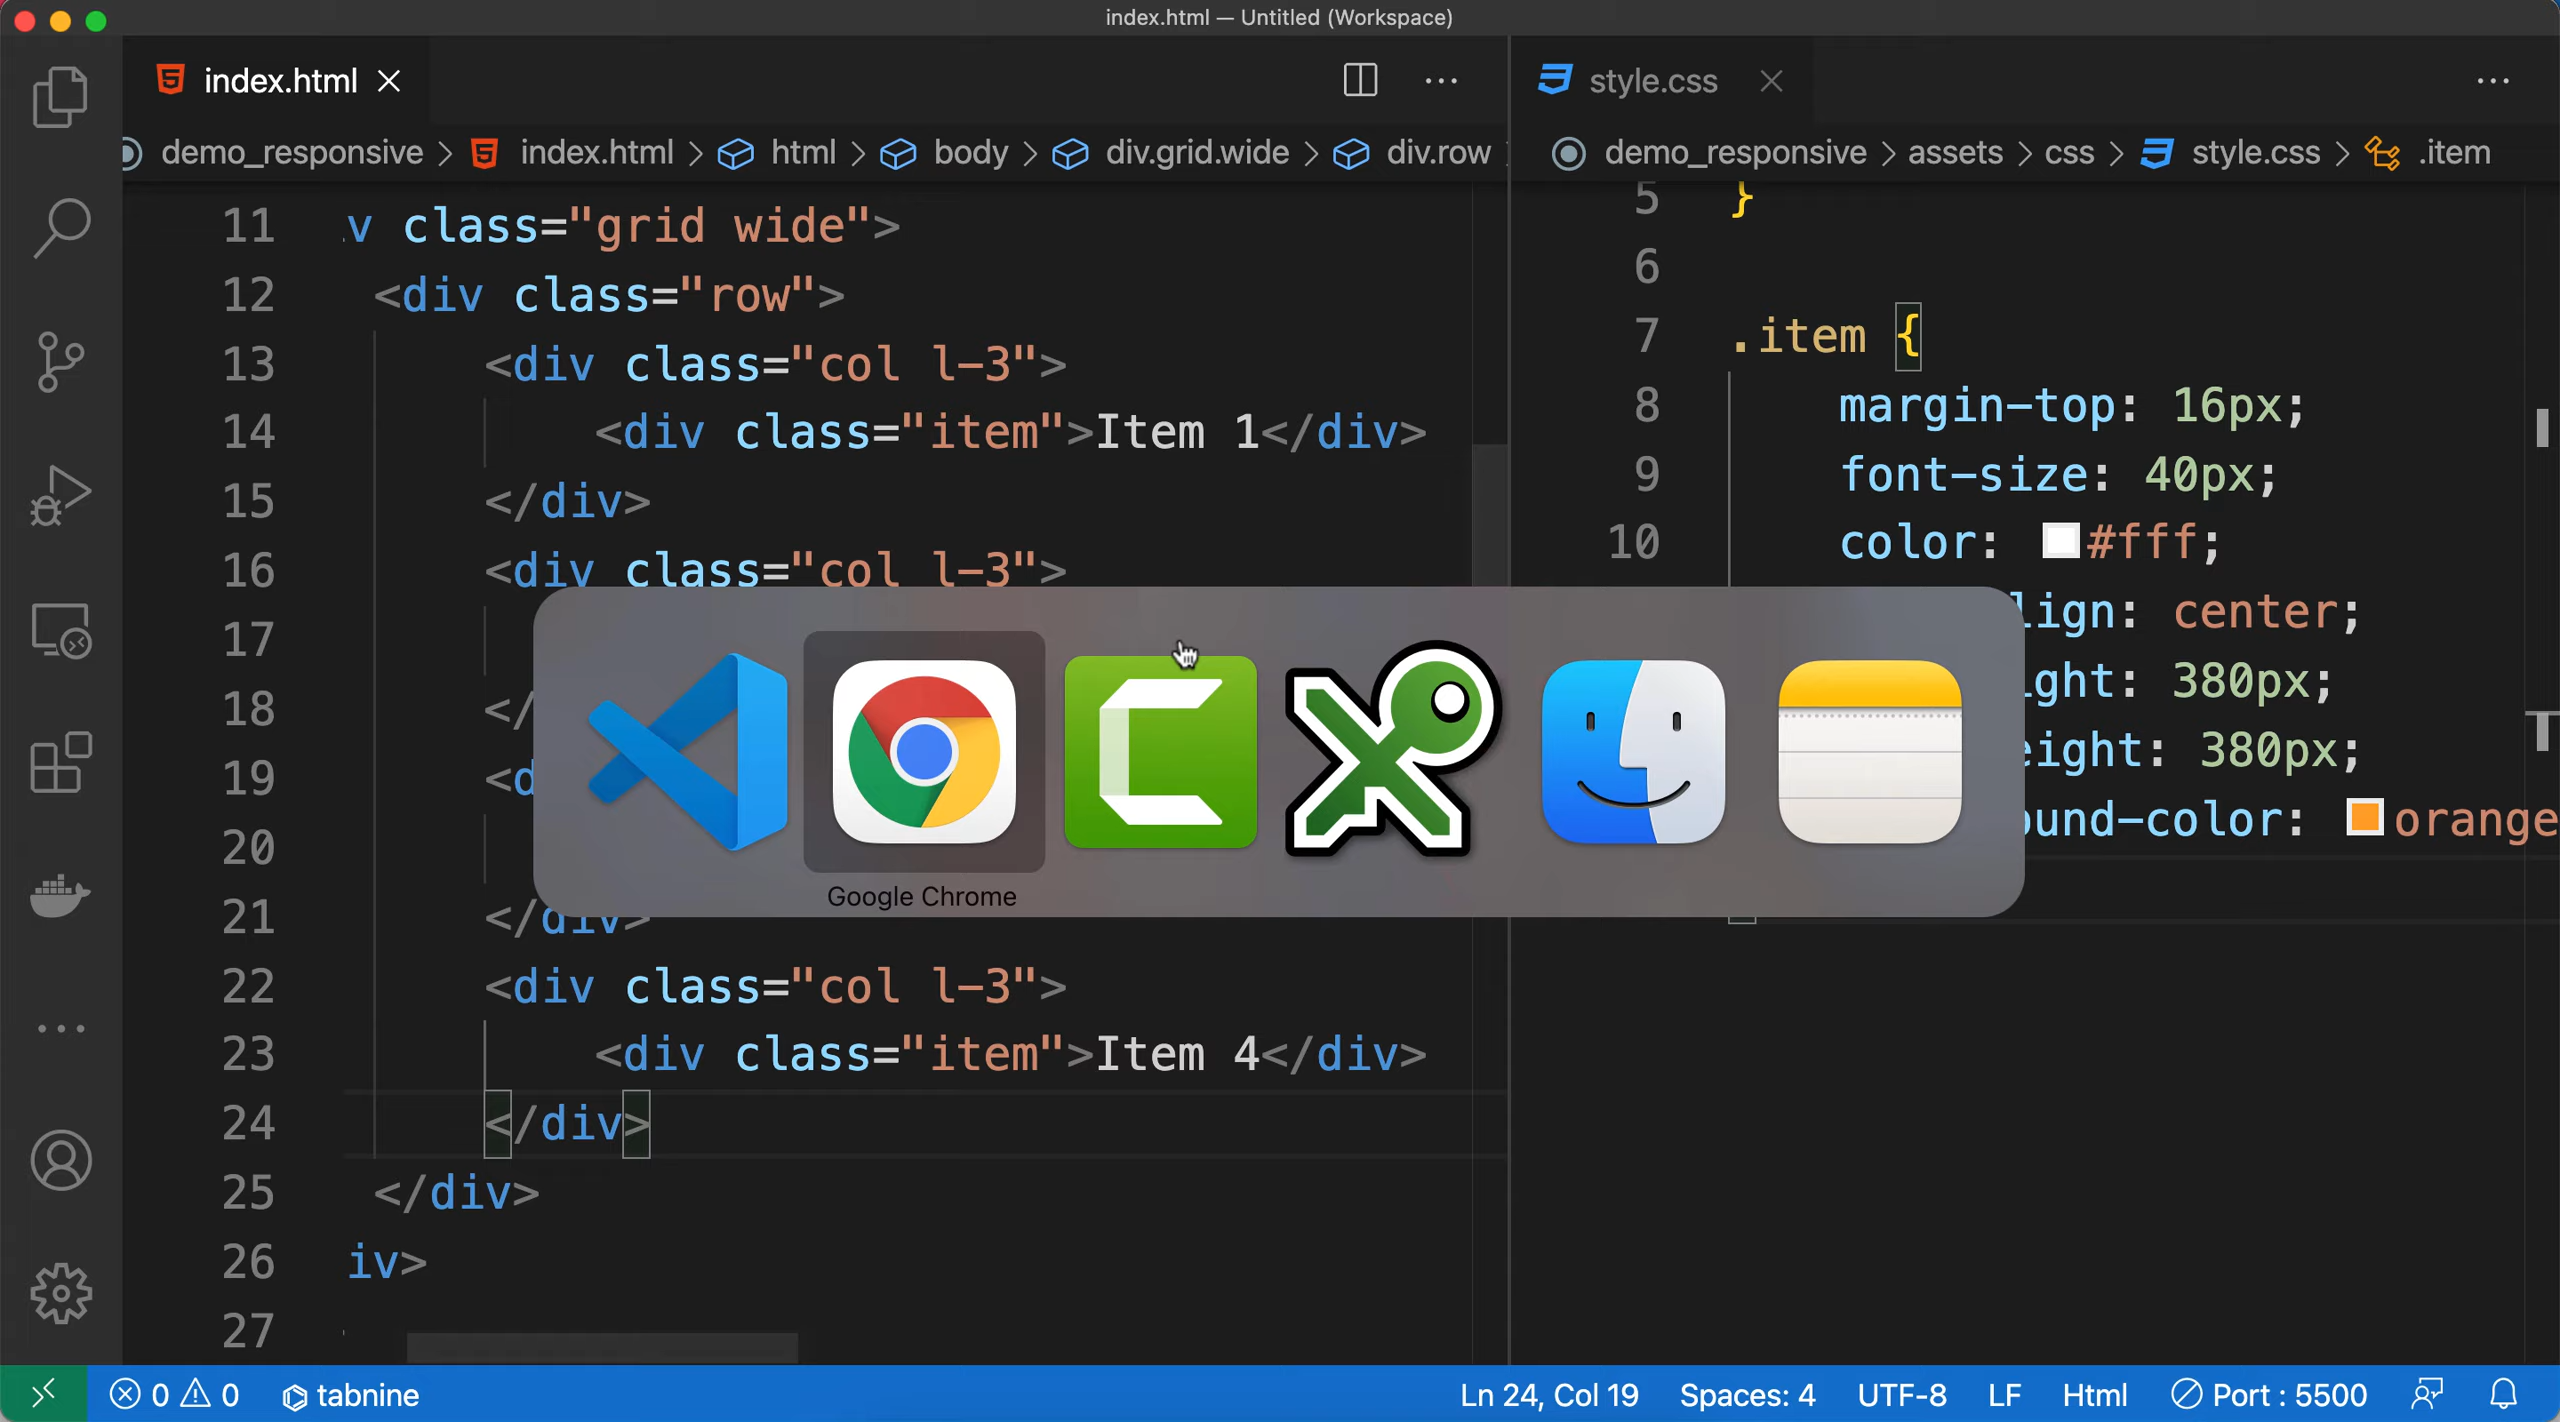 index.html — Untitled (Workspace)
index.html
style.css
demo_responsive > index.html > html > body > div.grid.wide > div.row
demo_responsive > assets > css > style.css > .item
11 v class="grid wide">
12 <div class="row">
13 <div class="col l-3">
14 <div class="item">Item 1</div>
15 </div>
16 <div class="col l-3">
17
18 </
19 <d
20
21 </div>
22 <div class="col l-3">
23 <div class="item">Item 4</div>
24 </div>
25 </div>
26 iv>
27
5 }
6
7 .item {
8 margin-top: 16px;
9 font-size: 40px;
10 color: #fff;
lign: center;
ight: 380px;
eight: 380px;
ound-color: orange
Google Chrome
0 0 tabnine
Ln 24, Col 19 Spaces: 4 UTF-8 LF Html Port : 5500